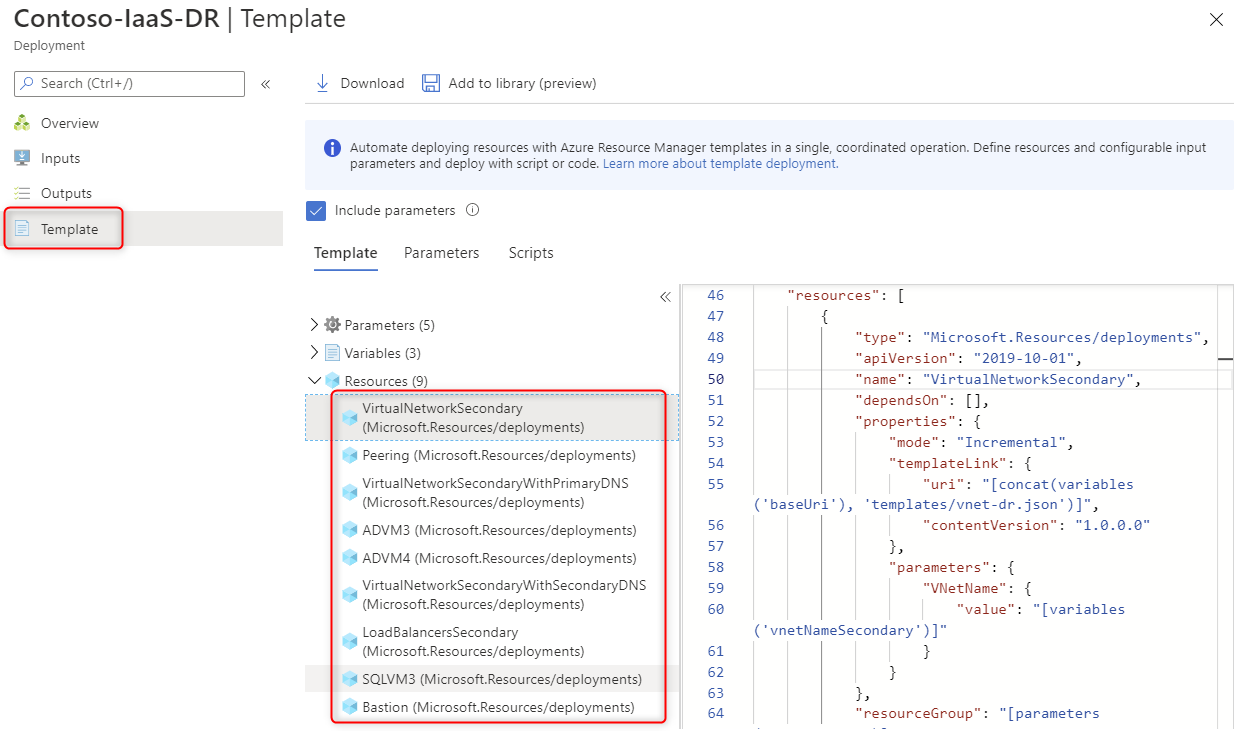 Contoso-IaaS-DR | Template
Deployment
Search (Ctrl+/)
«
Overview
Inputs
Outputs
Template
Download
Add to library (preview)
Automate deploying resources with Azure Resource Manager templates in a single, coordinated operation. Define resources and configurable input
parameters and deploy with script or code. Learn more about template deployment.
Include parameters
Template
Parameters
Scripts
«
Parameters (5)
Variables (3)
Resources (9)
VirtualNetworkSecondary
(Microsoft.Resources/deployments)
Peering (Microsoft.Resources/deployments)
VirtualNetworkSecondaryWithPrimaryDNS
(Microsoft.Resources/deployments)
ADVM3 (Microsoft.Resources/deployments)
ADVM4 (Microsoft.Resources/deployments)
VirtualNetworkSecondaryWithSecondaryDNS
(Microsoft.Resources/deployments)
LoadBalancersSecondary
(Microsoft.Resources/deployments)
SQLVM3 (Microsoft.Resources/deployments)
Bastion (Microsoft.Resources/deployments)
46 "resources": [
47 {
48 "type": "Microsoft.Resources/deployments",
49 "apiVersion": "2019-10-01",
50 "name": "VirtualNetworkSecondary",
51 "dependsOn": [],
52 "properties": {
53 "mode": "Incremental",
54 "templateLink": {
55 "uri": "[concat(variables
('baseUri'), 'templates/vnet-dr.json')]",
56 "contentVersion": "1.0.0.0"
57 },
58 "parameters": {
59 "VNetName": {
60 "value": "[variables
('vnetNameSecondary')]"
61 }
62 }
63 },
64 "resourceGroup": "[parameters